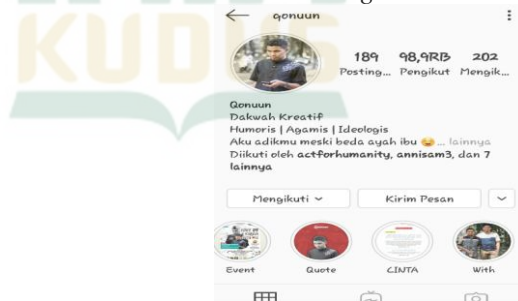 KUDUS
qonuun
189 98,9RB 202
Posting... Pengikut Mengik...
Qonuun
Dakwah Kreatif
Humoris | Agamis | Ideologis
Aku adikmu meski beda ayah ibu 😪... lainnya
Diikuti oleh actforhumanity, annisam3, dan 7
lainnya
Mengikuti
Kirim Pesan
Event Quote CINTA With